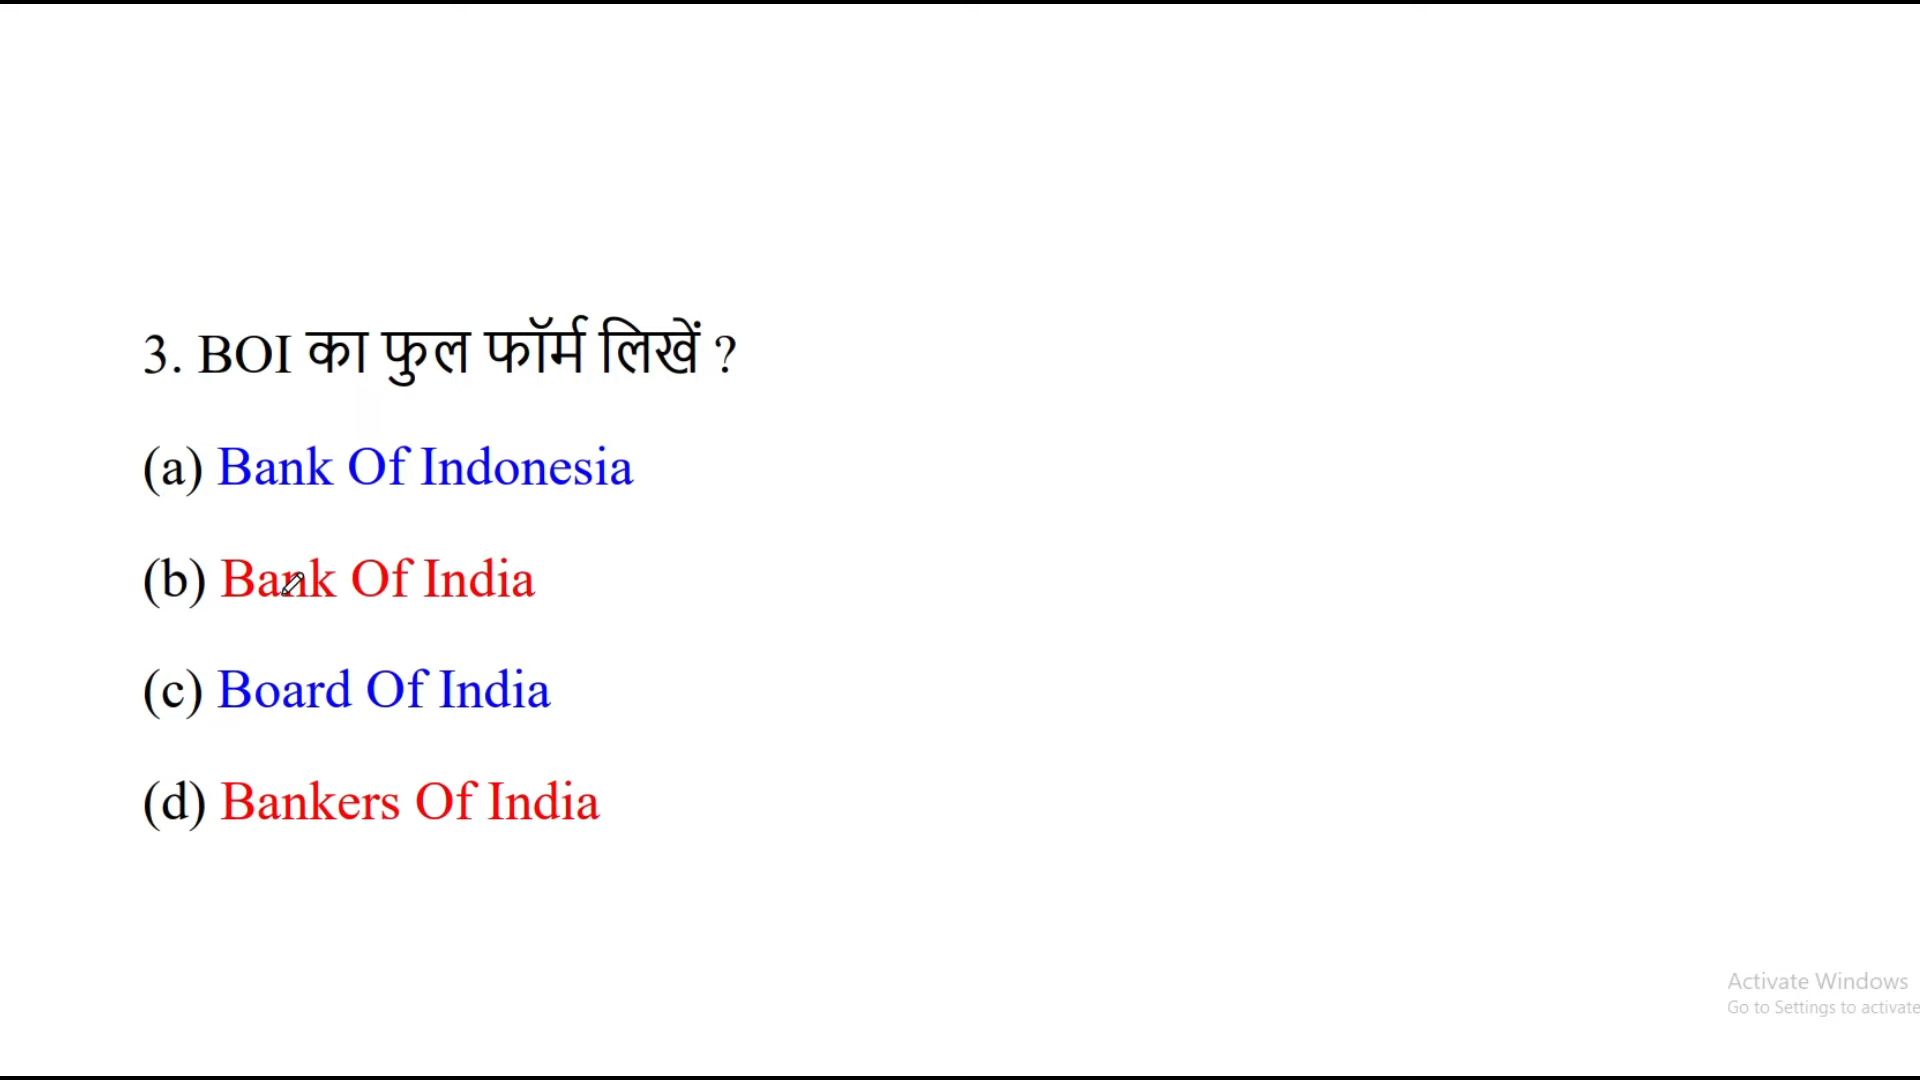 3. BOI का फुल फॉर्म लिखें ?
(a) Bank Of Indonesia
(b) Bank Of India
(c) Board Of India
(d) Bankers Of India
Activate Windows
Go to Settings to activate